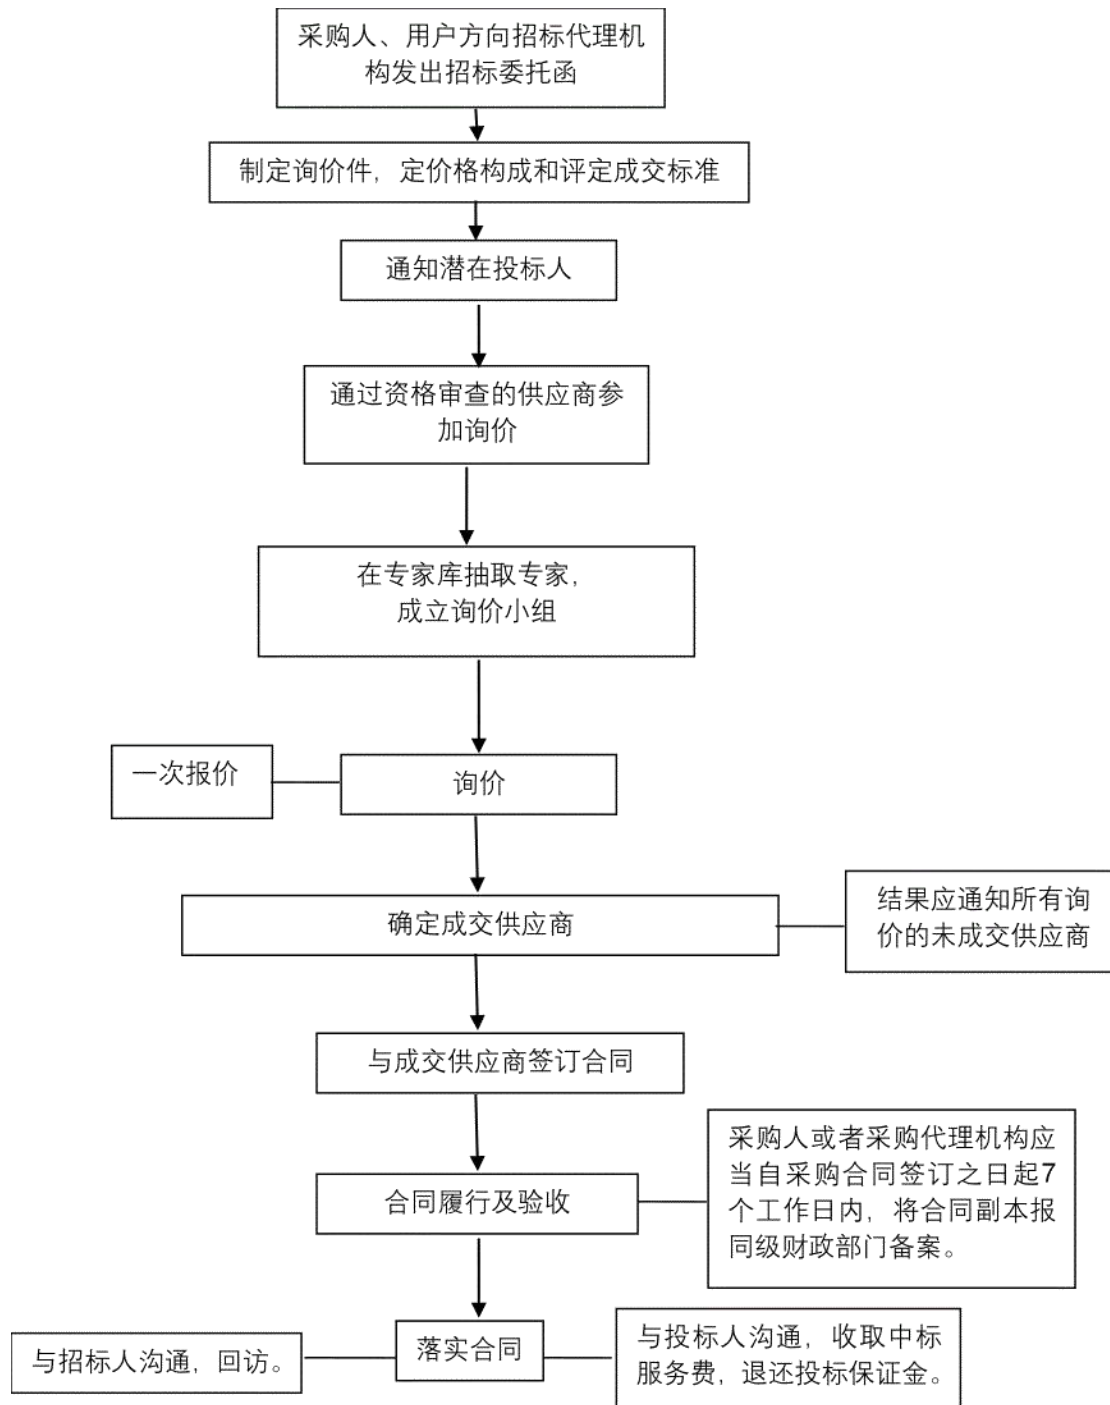 采购人、用户方向招标代理机
构发出招标委托函
制定询价件，定价格构成和评定成交标准
通知潜在投标人
通过资格审查的供应商参
加询价
在专家库抽取专家，
成立询价小组
一次报价
询价
确定成交供应商
结果应通知所有询
价的未成交供应商
与成交供应商签订合同
采购人或者采购代理机构应
当自采购合同签订之日起7
个工作日内，将合同副本报
同级财政部门备案。
合同履行及验收
与招标人沟通，回访。
落实合同
与投标人沟通，收取中标
服务费，退还投标保证金。